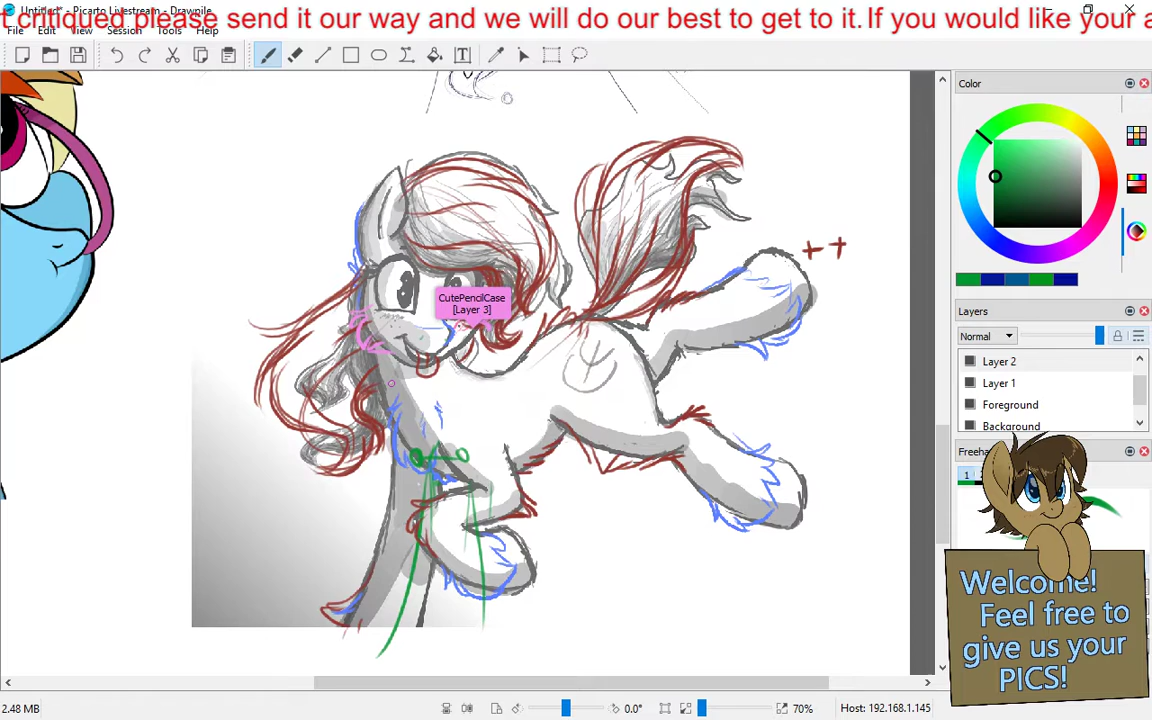 Untitled* - Picarto Livestream - Drawpile
t critiqued please send it our way and we will do our best to get to it. If you would like your a
File Edit View Session Tools Help
Color
CutePencilCase
[Layer 3]
++
Layers
Normal
Layer 2
Layer 1
Foreground
Background
1
Welcome!
Feel free to
give us your
PICS!
2.48 MB
0.0°
70%
Host: 192.168.1.145